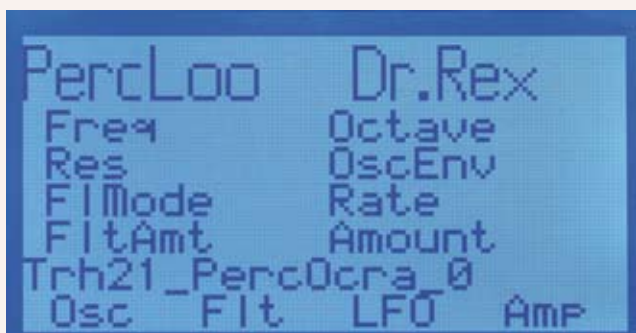 PercLoo Dr.Rex
Freq Octave
Res OscEnv
FlMode Rate
FltAmt Amount
Trh21_PercOcra_0
Osc Flt LFO Amp